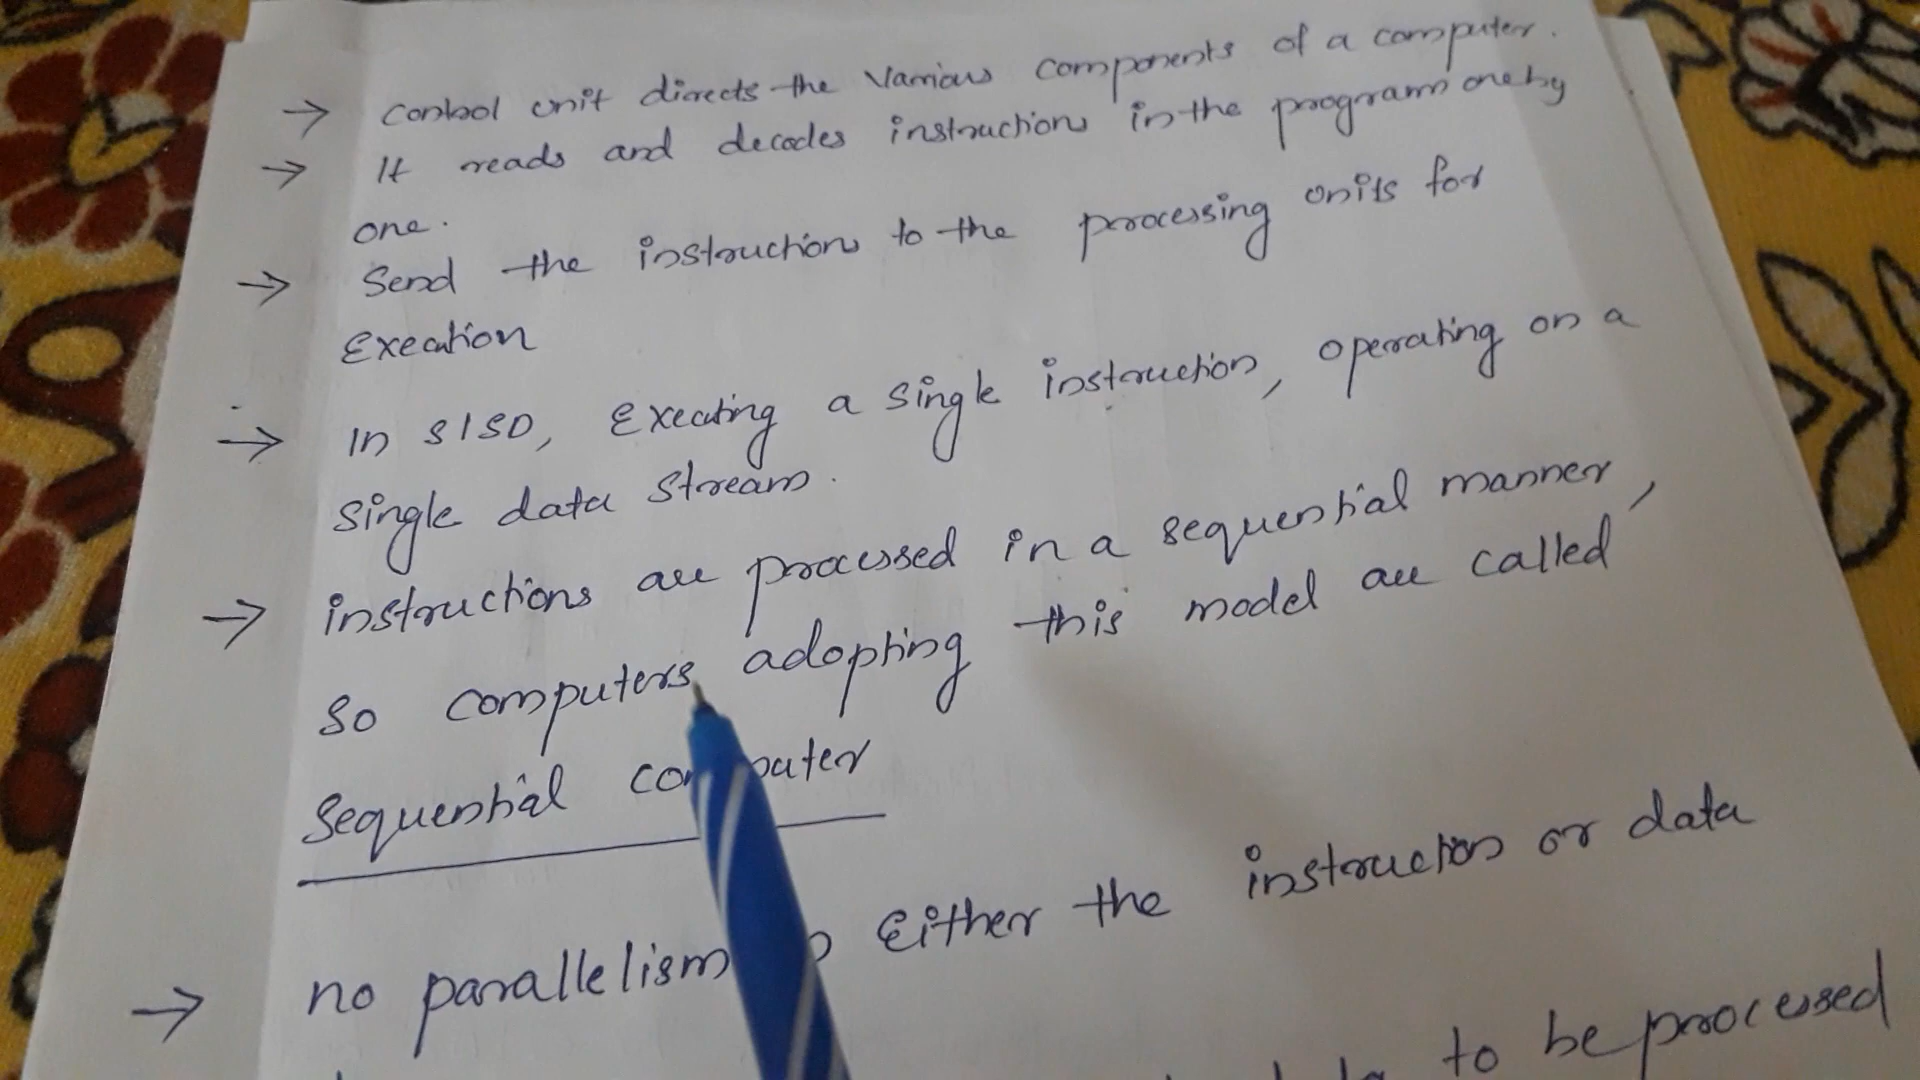 → control unit directs the various components of a computer.
→ It reads and decodes instructions in the program one by
one.
→ Send the instructions to the processing units for
Execution
→ In SISD, Executing a single instruction, operating on a
single data stream.
→ instructions are processed in a sequential manner,
so computers adopting this model are called
sequential computer
→ no parallelism Either the instruction or data
to be processed